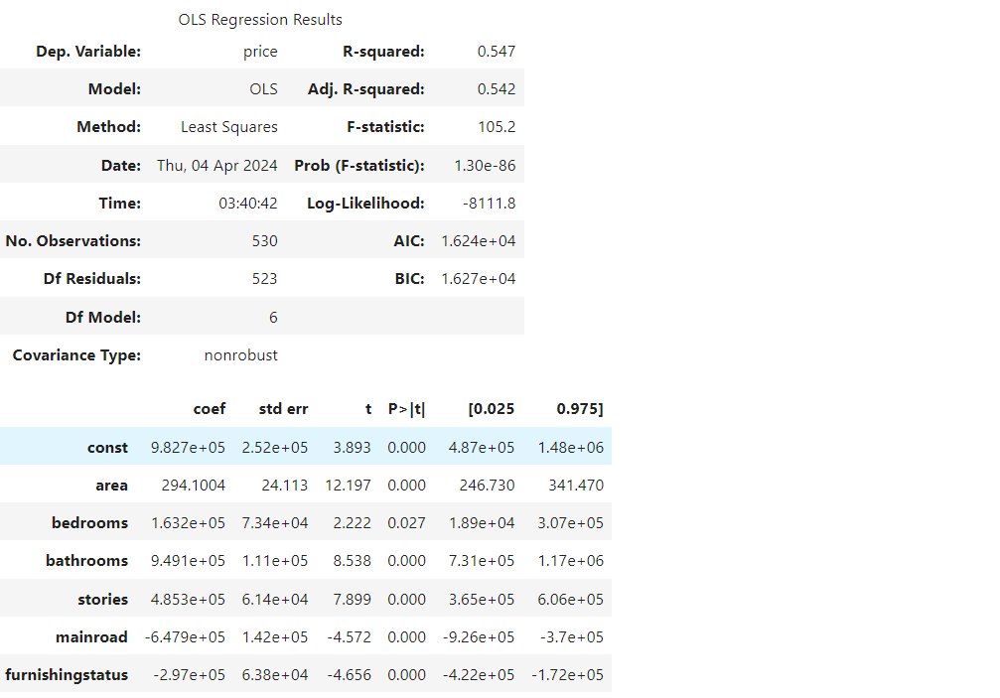 OLS Regression Results
Dep. Variable: price R-squared: 0.547
Model: OLS Adj. R-squared: 0.542
Method: Least Squares F-statistic: 105.2
Date: Thu, 04 Apr 2024 Prob (F-statistic): 1.30e-86
Time: 03:40:42 Log-Likelihood: -8111.8
No. Observations: 530 AIC: 1.624e+04
Df Residuals: 523 BIC: 1.627e+04
Df Model: 6
Covariance Type: nonrobust
coef std err t P>|t| [0.025 0.975]
const 9.827e+05 2.52e+05 3.893 0.000 4.87e+05 1.48e+06
area 294.1004 24.113 12.197 0.000 246.730 341.470
bedrooms 1.632e+05 7.34e+04 2.222 0.027 1.89e+04 3.07e+05
bathrooms 9.491e+05 1.11e+05 8.538 0.000 7.31e+05 1.17e+06
stories 4.853e+05 6.14e+04 7.899 0.000 3.65e+05 6.06e+05
mainroad -6.479e+05 1.42e+05 -4.572 0.000 -9.26e+05 -3.7e+05
furnishingstatus -2.97e+05 6.38e+04 -4.656 0.000 -4.22e+05 -1.72e+05